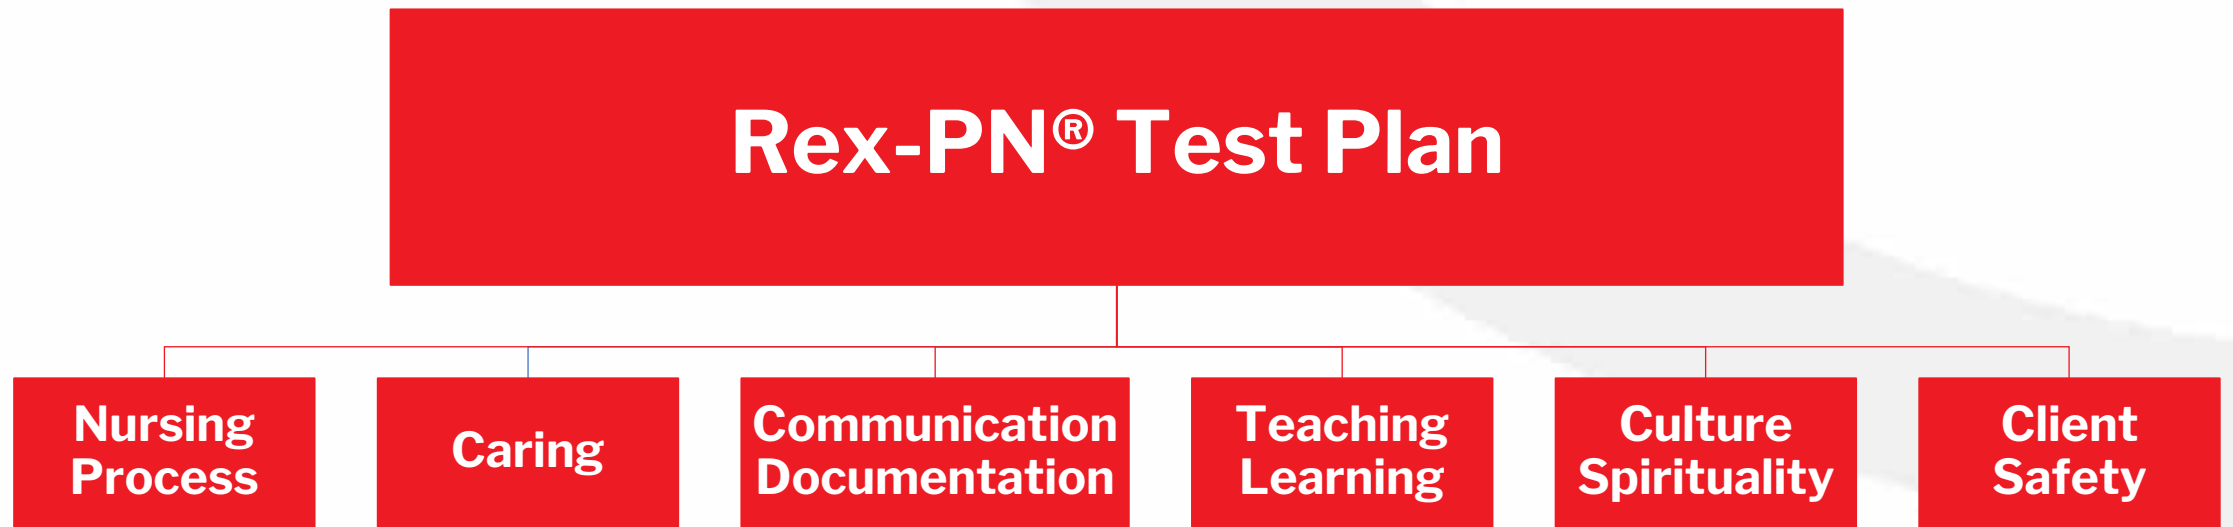 Rex-PN® Test Plan
Nursing
Process
Caring
Communication
Documentation
Teaching
Learning
Culture
Spirituality
Client
Safety